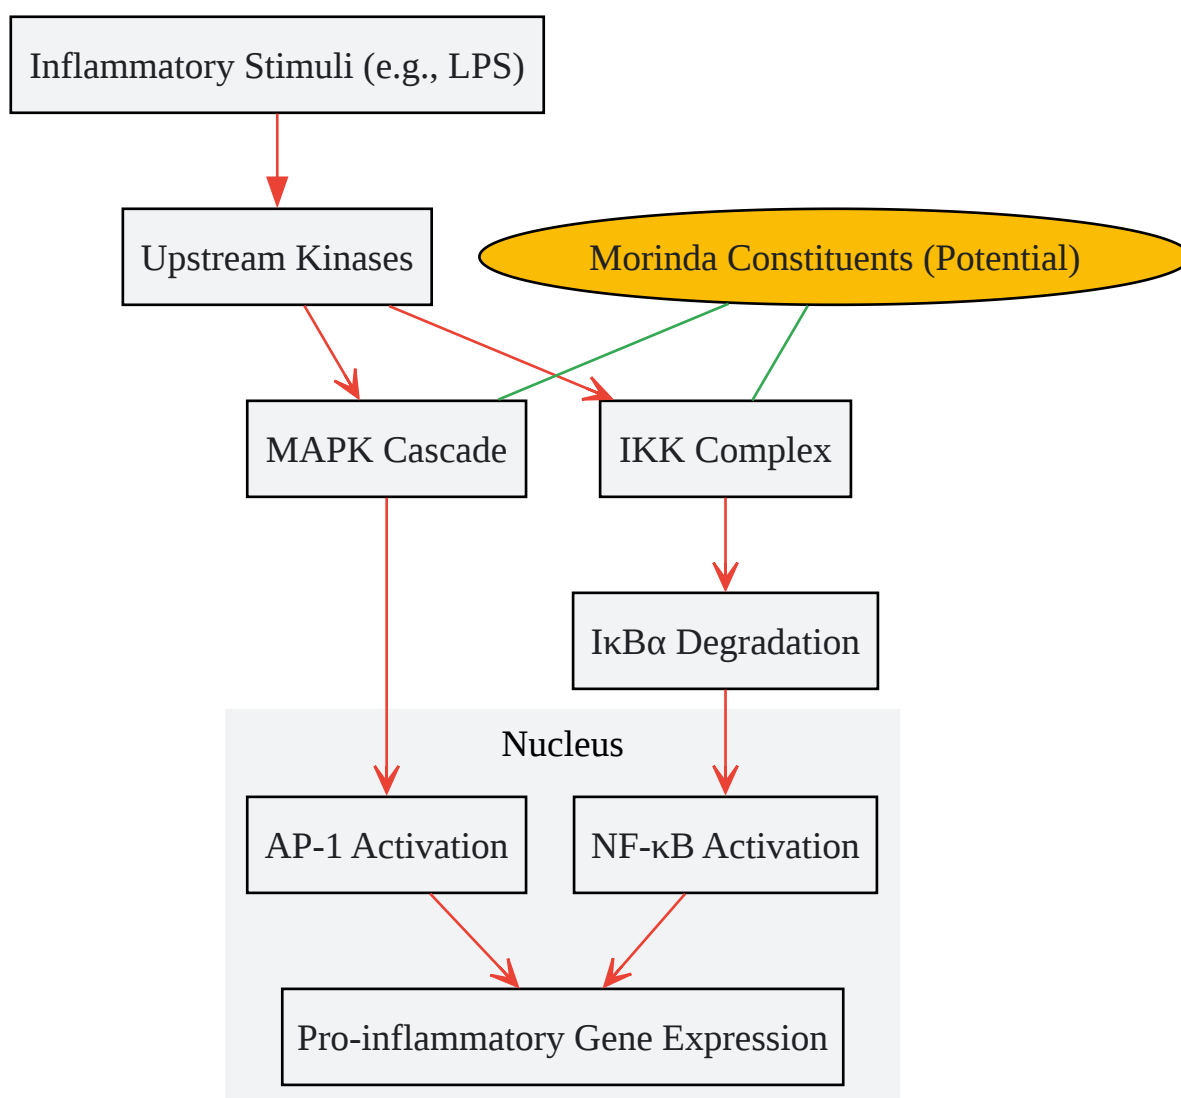 Inflammatory Stimuli (e.g., LPS)
Upstream Kinases
Morinda Constituents (Potential)
MAPK Cascade
IKK Complex
IκBα Degradation
Nucleus
AP-1 Activation
NF-κB Activation
Pro-inflammatory Gene Expression